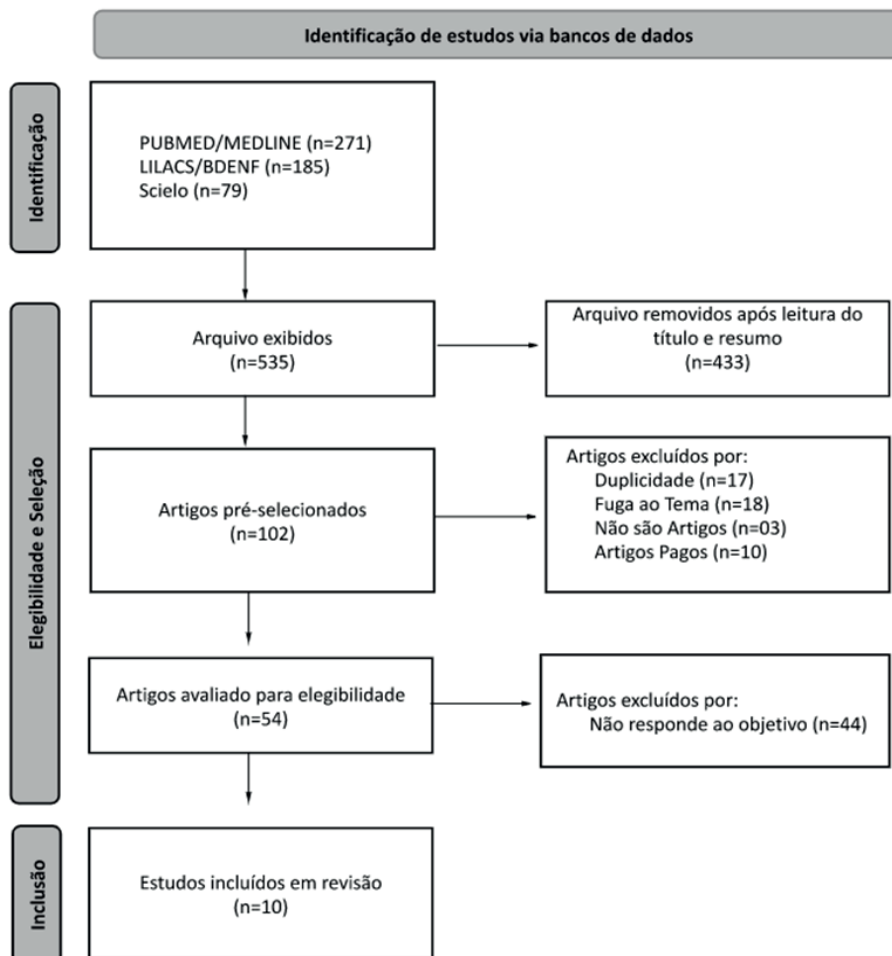 Identificação de estudos via bancos de dados
Identificação
PUBMED/MEDLINE (n=271)
LILACS/BDENF (n=185)
Scielo (n=79)
Elegibilidade e Seleção
Arquivo exibidos
(n=535)
Arquivo removidos após leitura do
título e resumo
(n=433)
Artigos pré-selecionados
(n=102)
Artigos excluídos por:
Duplicidade (n=17)
Fuga ao Tema (n=18)
Não são Artigos (n=03)
Artigos Pagos (n=10)
Artigos avaliado para elegibilidade
(n=54)
Artigos excluídos por:
Não responde ao objetivo (n=44)
Inclusão
Estudos incluídos em revisão
(n=10)